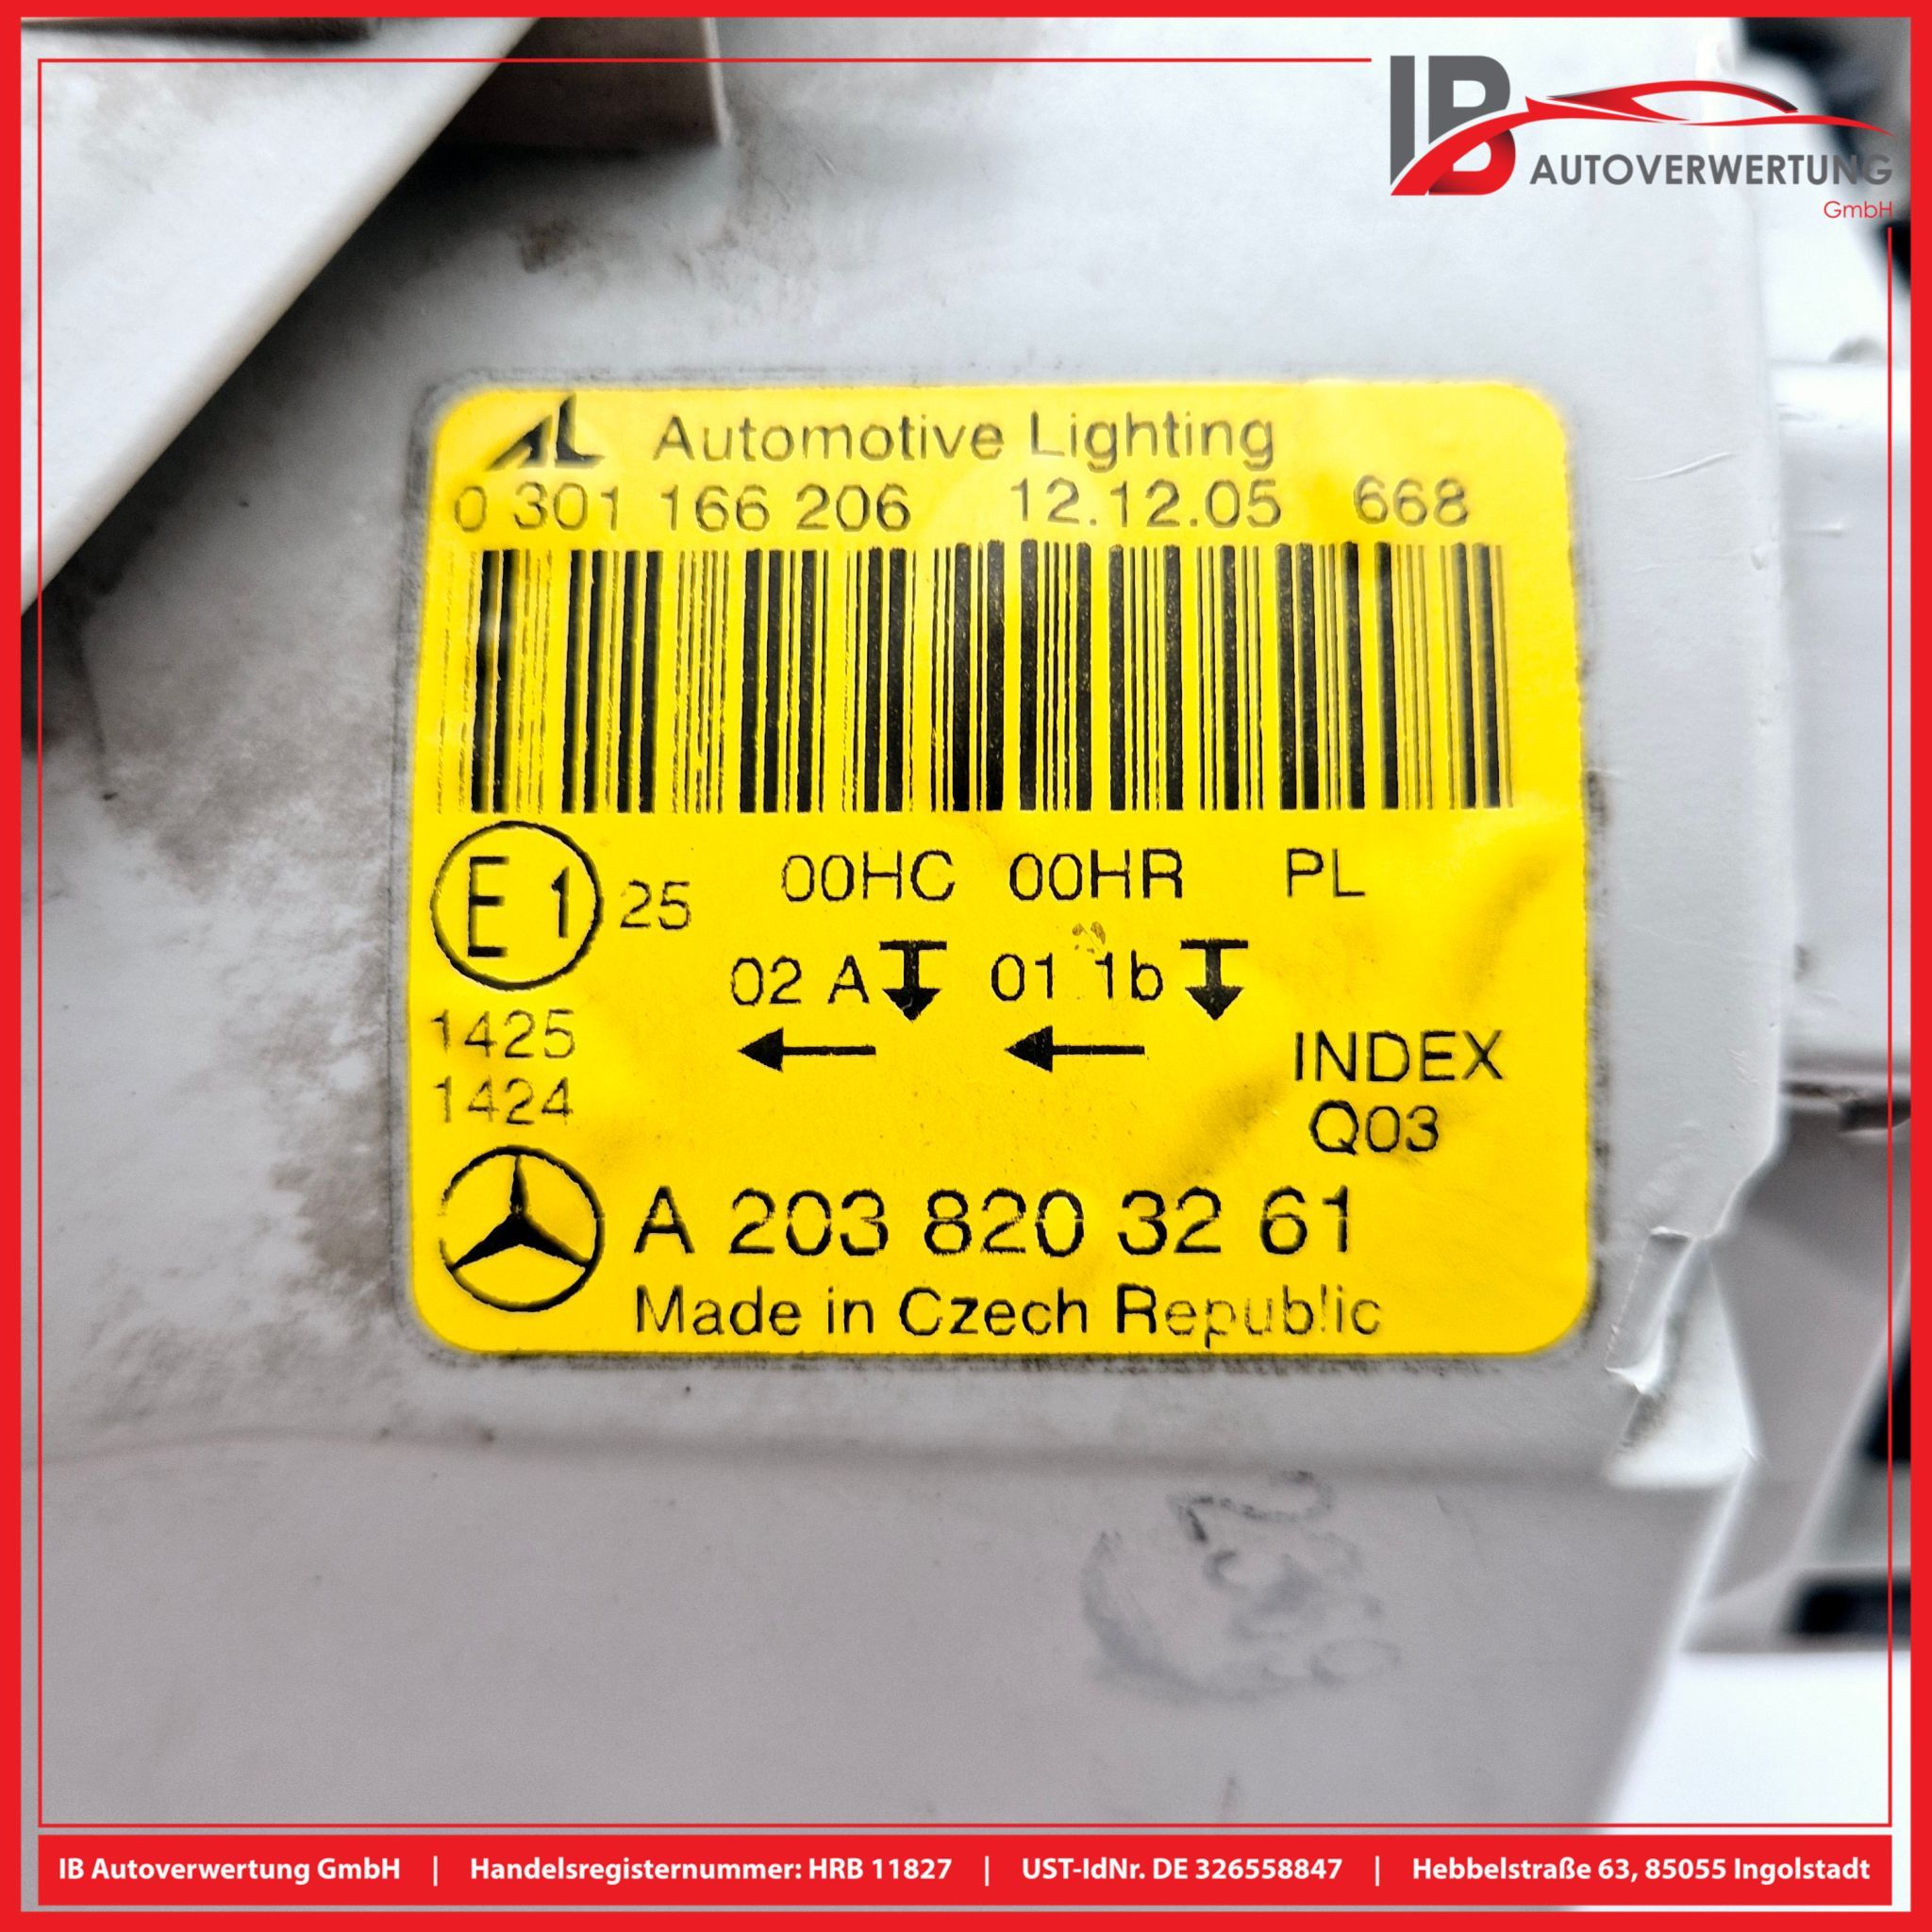 IB AUTOVERWERTUNG
GmbH
AL Automotive Lighting
0 301 166 206 12.12.05 668
E1 25 00HC 00HR PL
02 A 01 1b
1425
1424
INDEX
Q03
A 203 820 32 61
Made in Czech Republic
IB Autoverwertung GmbH | Handelsregisternummer: HRB 11827 | UST-IdNr. DE 326558847 | Hebbelstraße 63, 85055 Ingolstadt